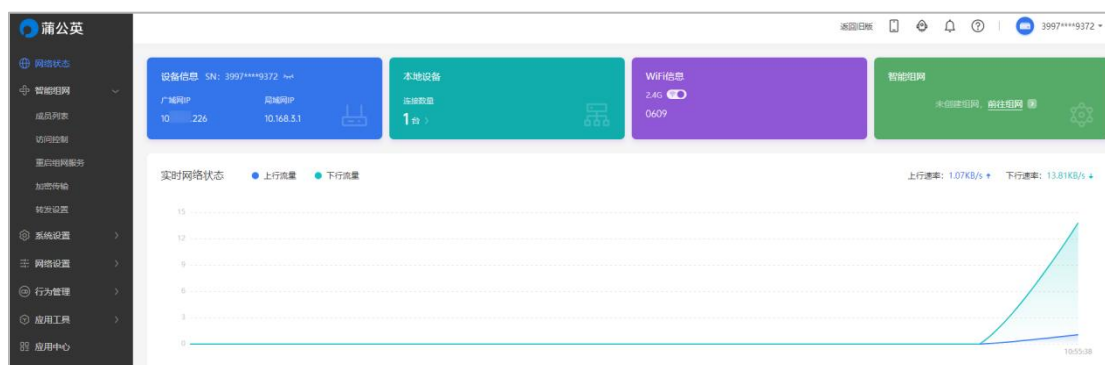 蒲公英
返回旧版
3997****9372
网络状态
智能组网
成员列表
访问控制
重启组网服务
加密传输
转发设置
系统设置
网络设置
行为管理
应用工具
应用中心
设备信息 SN: 3997****9372
广域网IP 局域网IP
10 .226 10.168.3.1
本地设备
连接数量
1台
WiFi信息
2.4G
0609
智能组网
未创建组网, 前往组网
实时网络状态 上行流量 下行流量
上行速率: 1.07KB/s 下行速率: 13.81KB/s
15
12
9
6
3
0
10:55:38